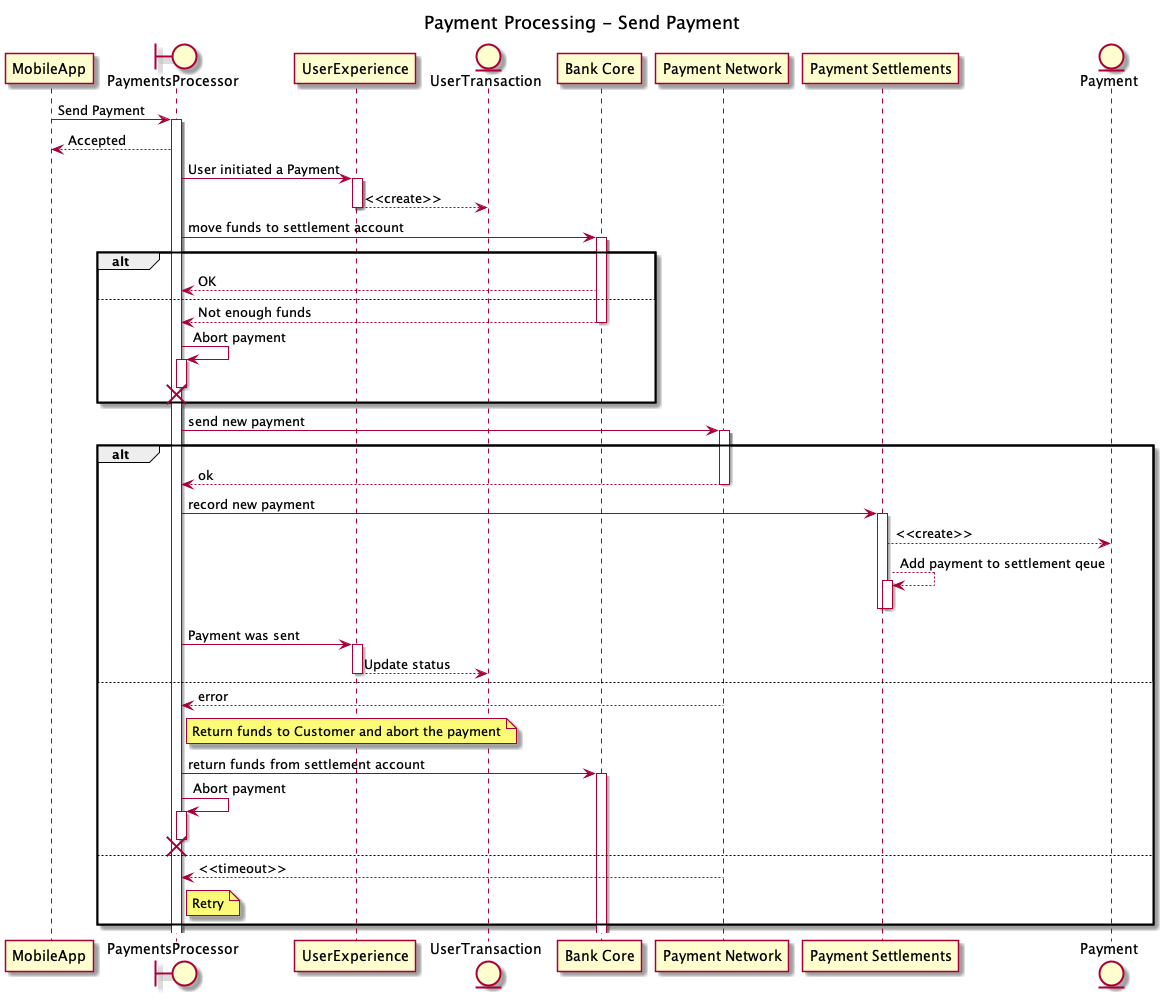 Payment Processing - Send Payment
MobileApp
PaymentsProcessor
UserExperience
UserTransaction
Bank Core
Payment Network
Payment Settlements
Payment
Send Payment
Accepted
User initiated a Payment
<<create>>
move funds to settlement account
alt
OK
Not enough funds
Abort payment
send new payment
alt
ok
record new payment
<<create>>
Add payment to settlement qeue
Payment was sent
Update status
error
Return funds to Customer and abort the payment
return funds from settlement account
Abort payment
<<timeout>>
Retry
MobileApp
PaymentsProcessor
UserExperience
UserTransaction
Bank Core
Payment Network
Payment Settlements
Payment